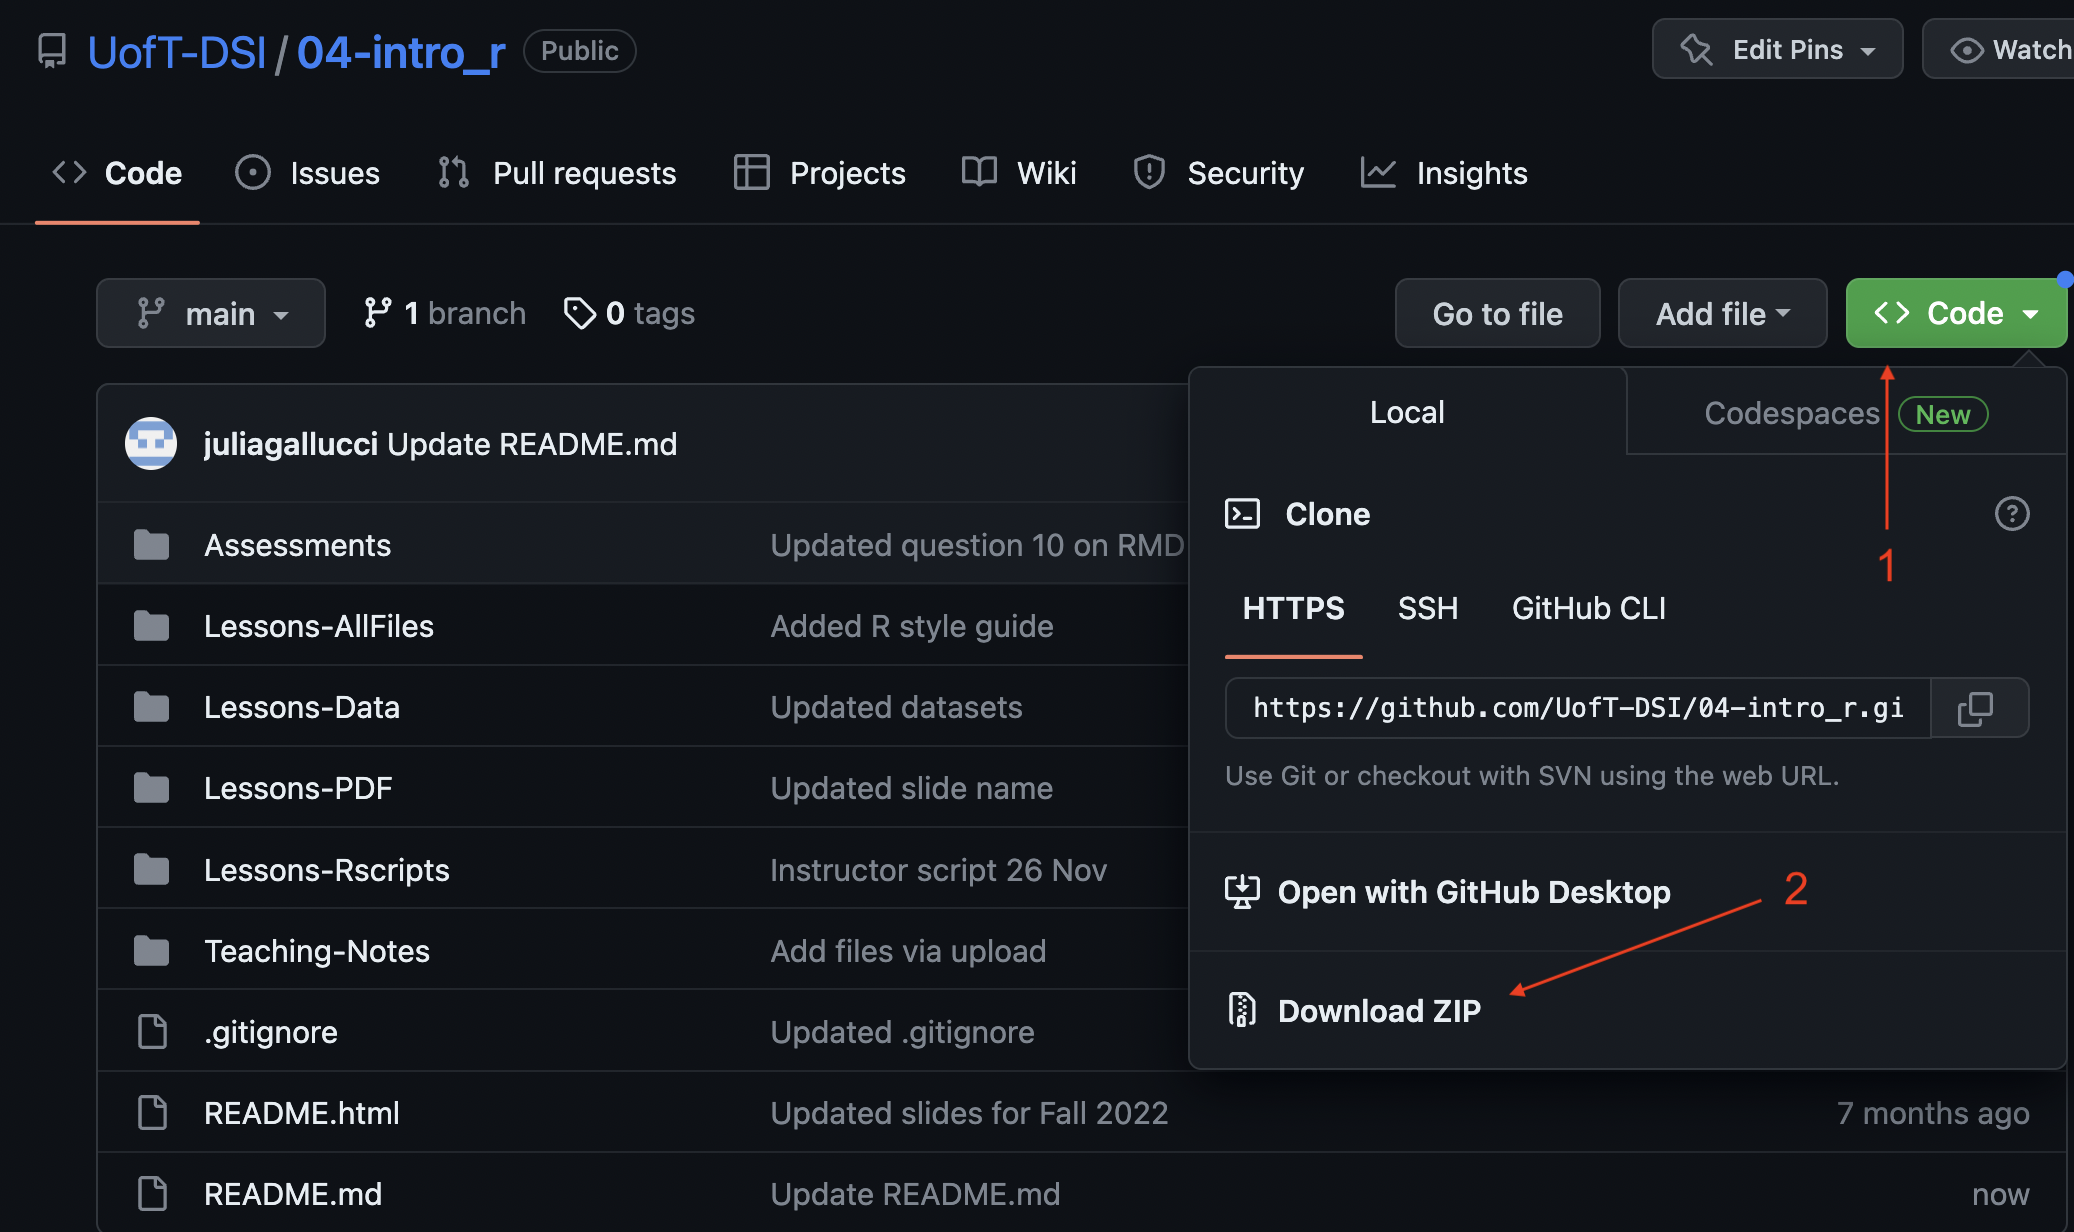 UofT-DSI / 04-intro_r Public
Edit Pins Watch
Code Issues Pull requests Projects Wiki Security Insights
main 1 branch 0 tags
Go to file Add file Code
juliagallucci Update README.md
Local Codespaces New
Clone
1
HTTPS SSH GitHub CLI
https://github.com/UofT-DSI/04-intro_r.gi
Use Git or checkout with SVN using the web URL.
Open with GitHub Desktop 2
Download ZIP
Assessments Updated question 10 on RMD
Lessons-AllFiles Added R style guide
Lessons-Data Updated datasets
Lessons-PDF Updated slide name
Lessons-Rscripts Instructor script 26 Nov
Teaching-Notes Add files via upload
.gitignore Updated .gitignore
README.html Updated slides for Fall 2022 7 months ago
README.md Update README.md now